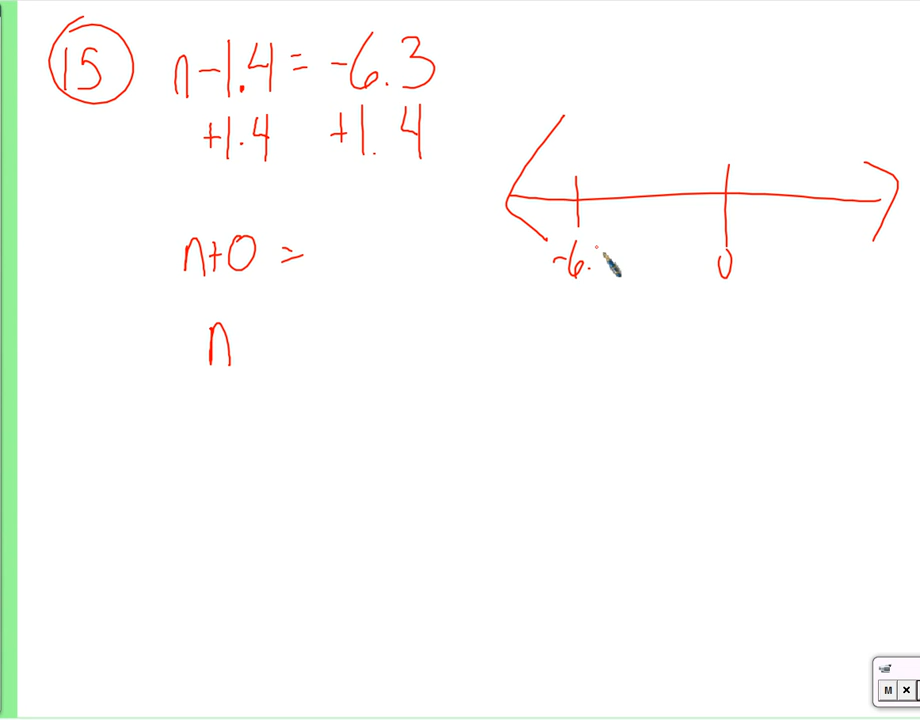 15 n-1.4 = -6.3
+1.4 +1.4
n+0 =
n
-6. 0
M ×